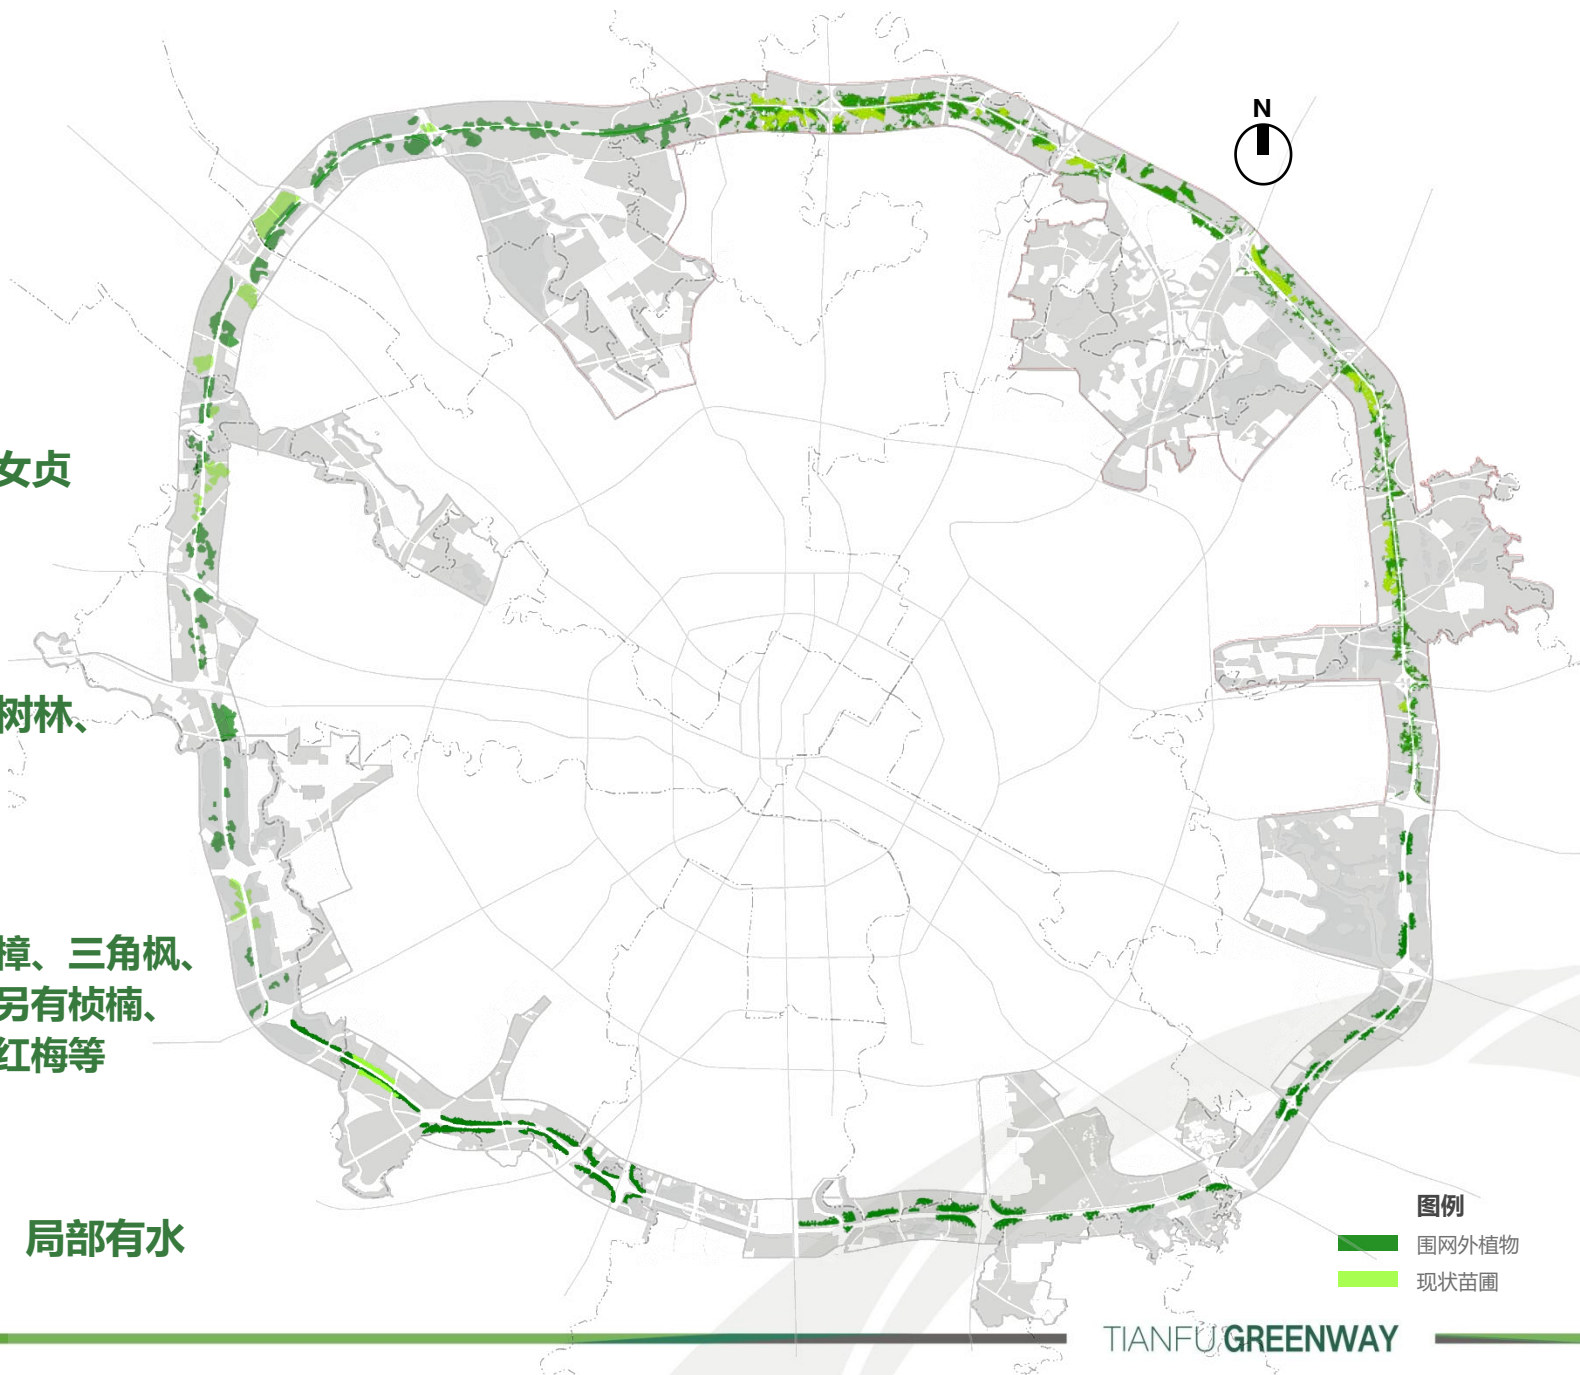 N
女贞
树林、
樟、三角枫、
另有桢楠、
红梅等
局部有水
图例
围网外植物
现状苗圃
TIANFU GREENWAY